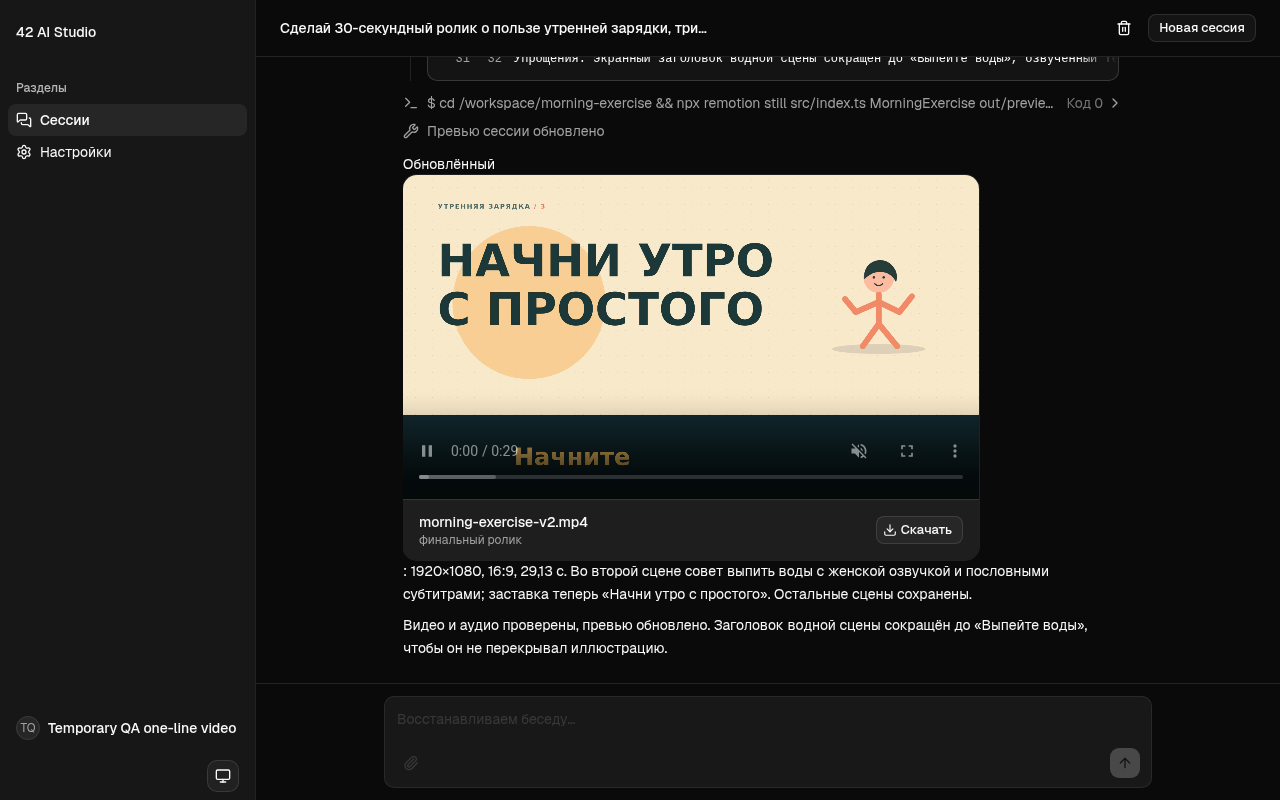 42 AI Studio
Сделай 30-секундный ролик о пользе утренней зарядки, три...
Новая сессия
Разделы
Сессии
Настройки
31 32 Упрощения: экранный заголовок водной сцены сокращён до «Выпейте воды», озвученный
$ cd /workspace/morning-exercise && npx remotion still src/index.ts MorningExercise out/previe...
Код 0
Превью сессии обновлено
Обновлённый
УТРЕННЯЯ ЗАРЯДКА / 3
НАЧНИ УТРО
С ПРОСТОГО
0:00 / 0:29
Начните
morning-exercise-v2.mp4
финальный ролик
Скачать
: 1920×1080, 16:9, 29,13 с. Во второй сцене совет выпить воды с женской озвучкой и пословными
субтитрами; заставка теперь «Начни утро с простого». Остальные сцены сохранены.
Видео и аудио проверены, превью обновлено. Заголовок водной сцены сокращён до «Выпейте воды»,
чтобы он не перекрывал иллюстрацию.
Восстанавливаем беседу...
TQ
Temporary QA one-line video